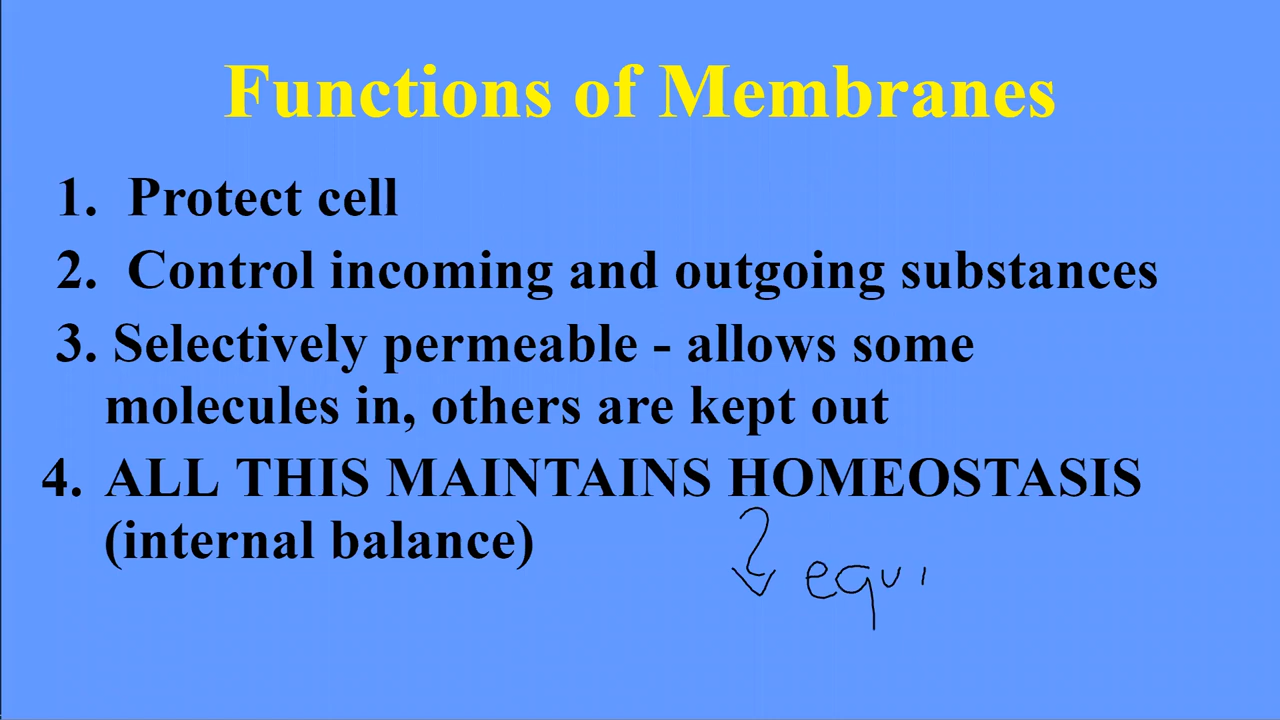 Functions of Membranes
1. Protect cell
2. Control incoming and outgoing substances
3. Selectively permeable - allows some
molecules in, others are kept out
4. ALL THIS MAINTAINS HOMEOSTASIS
(internal balance)
equi